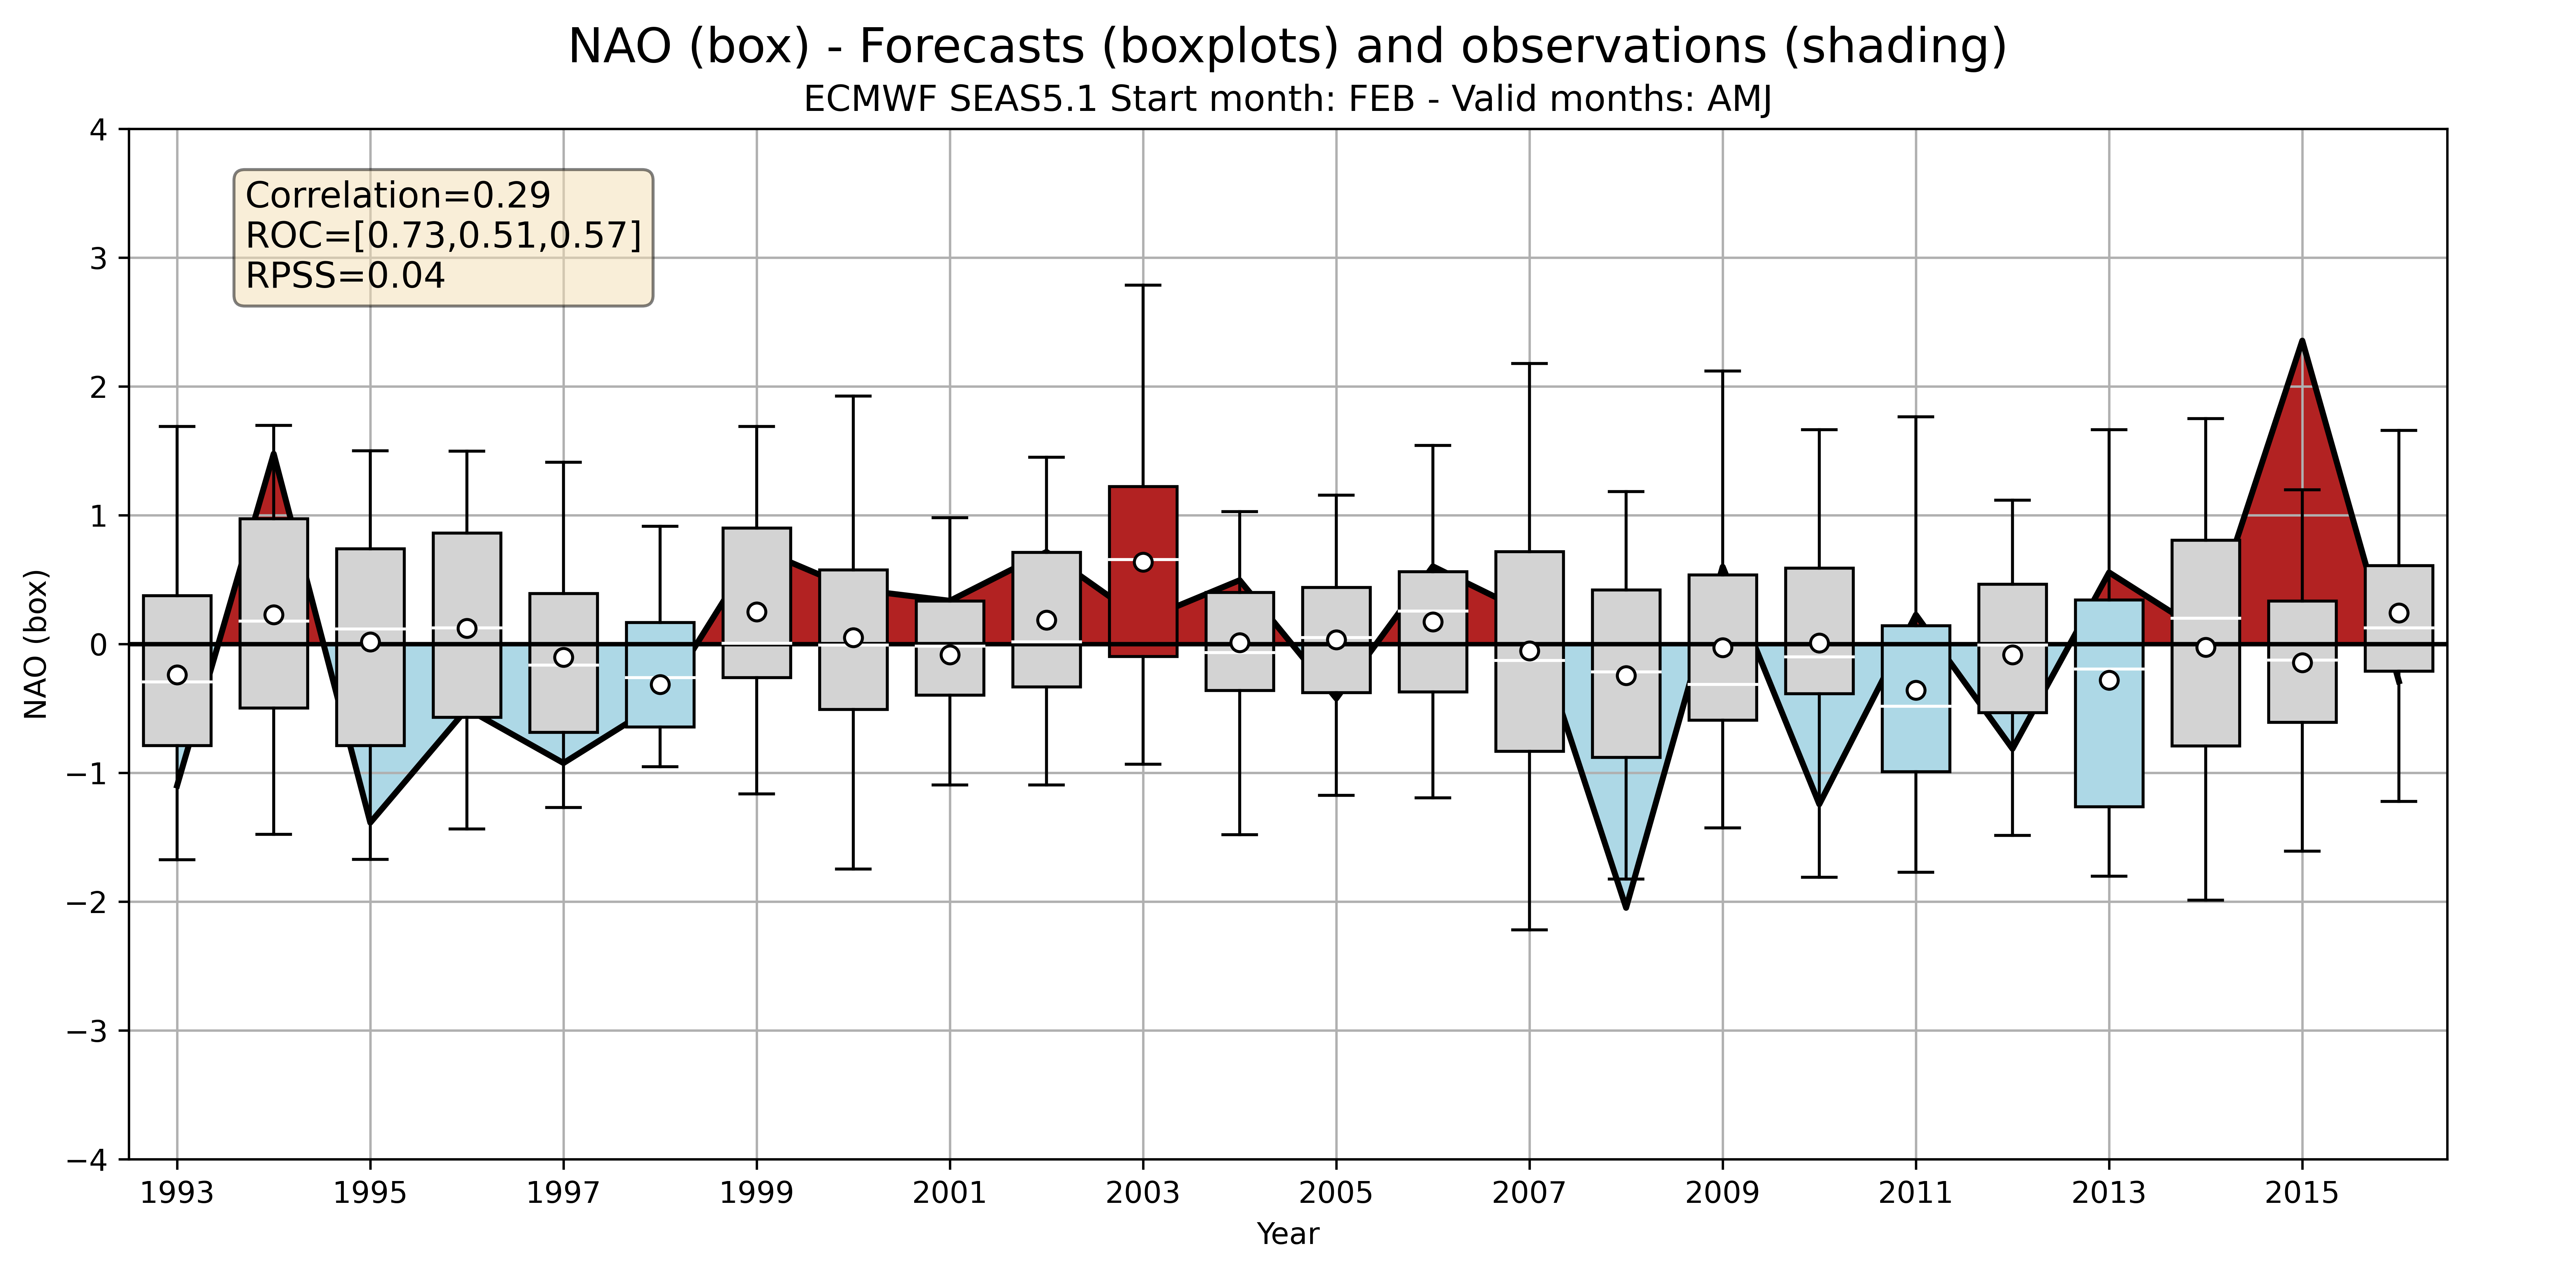 NAO (box) - Forecasts (boxplots) and observations (shading)
ECMWF SEAS5.1 Start month: FEB - Valid months: AMJ
Correlation=0.29
ROC=[0.73,0.51,0.57]
RPSS=0.04
NAO (box)
4
3
2
1
0
−1
−2
−3
−4
1993 1995 1997 1999 2001 2003 2005 2007 2009 2011 2013 2015
Year